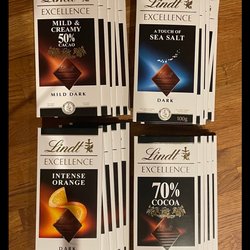 Lindt
EXCELLENCE
MILD &
CREAMY
50%
CACAO
MILD DARK
Lindt
EXCELLENCE
A TOUCH OF
SEA SALT
DARK
100g
Lindt
EXCELLENCE
INTENSE
ORANGE
DARK
Lindt
EXCELLENCE
70%
COCOA